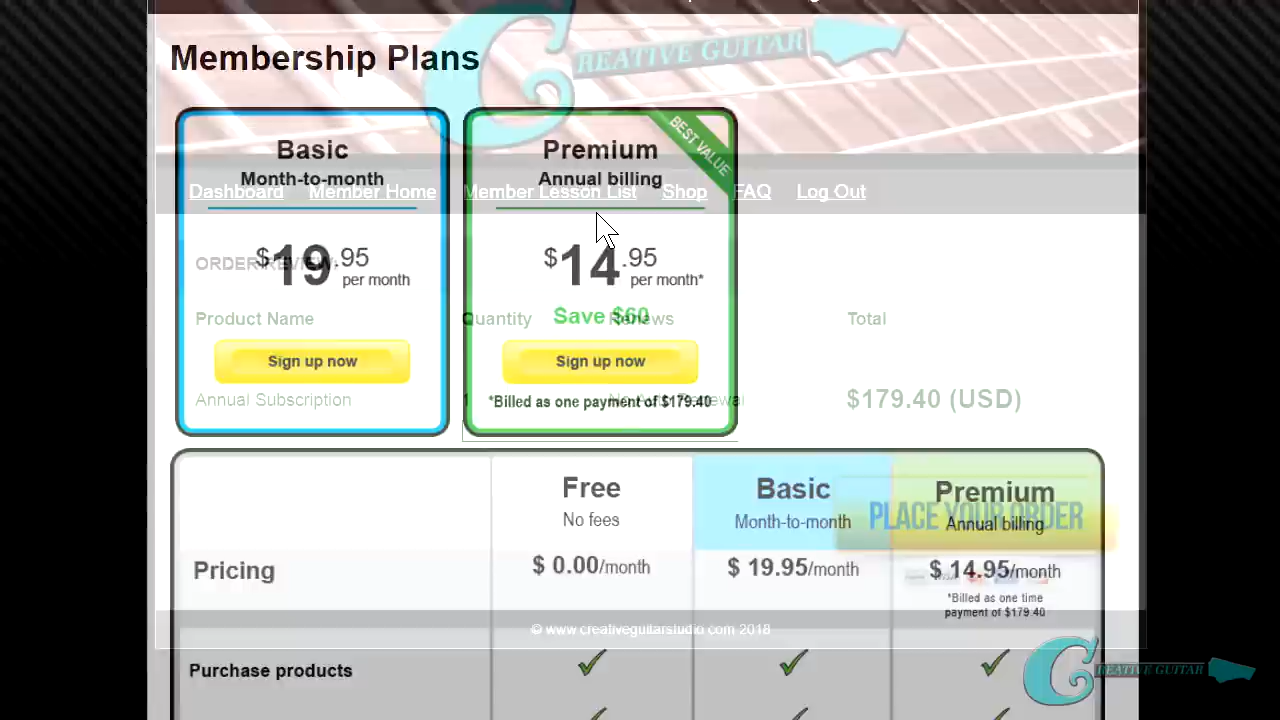 Membership Plans
CREATIVE GUITAR
BEST VALUE
Basic
Month-to-month
Premium
Annual billing
Dashboard Member Home Member Lesson List Shop FAQ Log Out
$19.95
per month
$14.95
per month*
ORDER REVIEW:
Product Name Quantity Renews Total
Save $60
Sign up now
Sign up now
Annual Subscription 1
$179.40 (USD)
*Billed as one payment of $179.40
Free
No fees
Basic
Month-to-month
Premium
Annual billing
PLACE YOUR ORDER
Pricing
$ 0.00/month
$ 19.95/month
$ 14.95/month
*Billed as one time
payment of $179.40
© www.creativeguitarstudio.com 2018
Purchase products
CREATIVE GUITAR